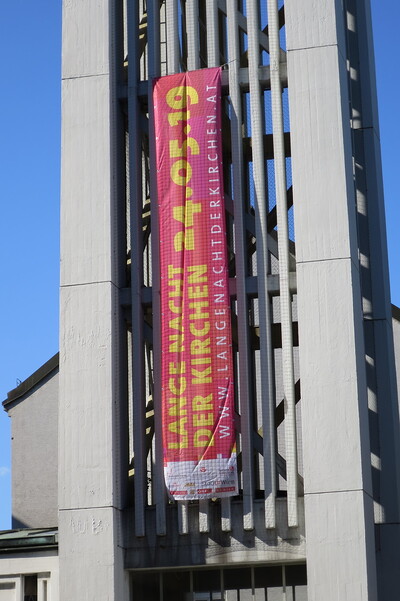 LANGE NACHT
DER KIRCHEN
24.05.19
WWW.LANGENACHTDERKIRCHEN.AT